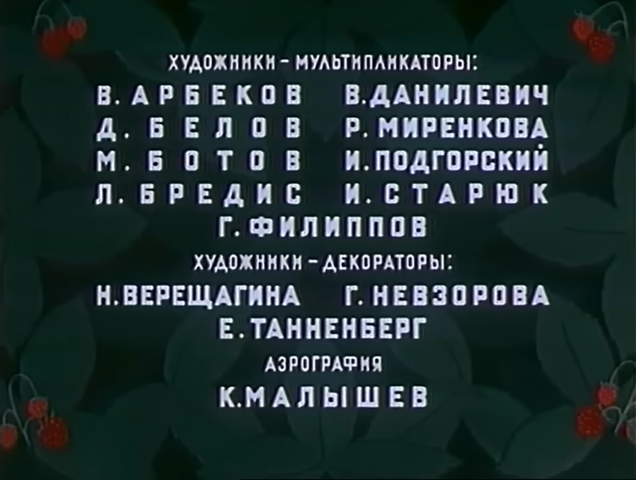 ХУДОЖНИКИ – МУЛЬТИПЛИКАТОРЫ:
В. АРБЕКОВ В. ДАНИЛЕВИЧ
Д. БЕЛОВ Р. МИРЕНКОВА
М. БОТОВ И. ПОДГОРСКИЙ
Л. БРЕДИС И. СТАРЮК
Г. ФИЛИППОВ
ХУДОЖНИКИ – ДЕКОРАТОРЫ:
Н. ВЕРЕЩАГИНА Г. НЕВЗОРОВА
Е. ТАННЕНБЕРГ
АЭРОГРАФИЯ
К. МАЛЫШЕВ